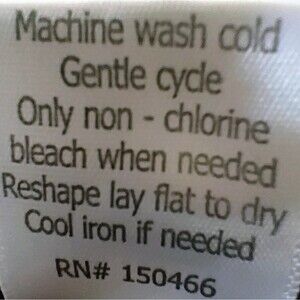 Machine wash cold
Gentle cycle
Only non - chlorine
bleach when needed
Reshape lay flat to dry
Cool iron if needed
RN# 150466